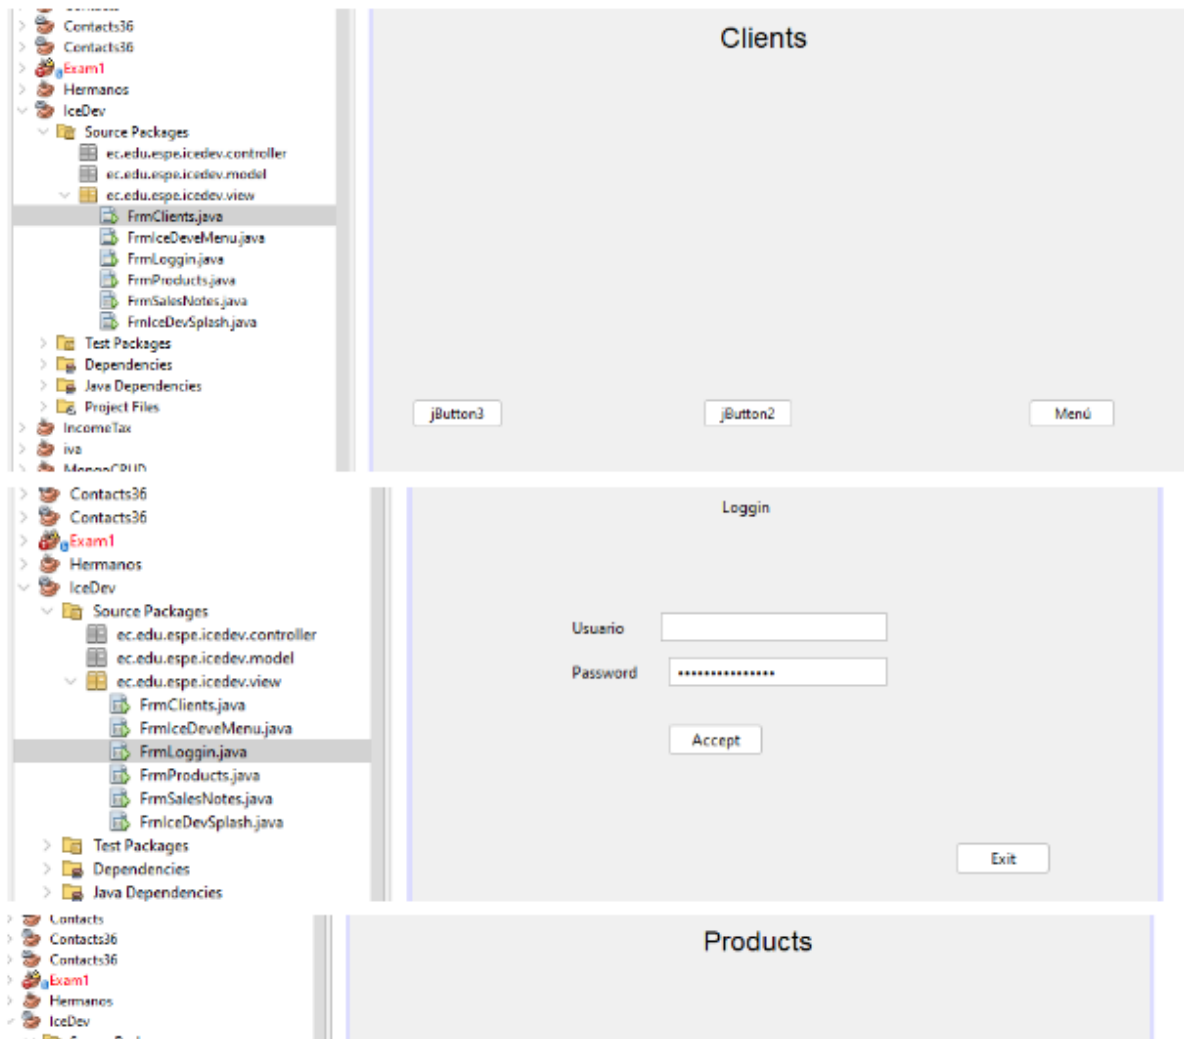 Contacts36
Contacts36
Exam1
Hermanos
IceDev
Source Packages
ec.edu.espe.icedev.controller
ec.edu.espe.icedev.model
ec.edu.espe.icedev.view
FrmClients.java
FrmIceDeveMenu.java
FrmLoggin.java
FrmProducts.java
FrmSalesNotes.java
FrnIceDevSplash.java
Test Packages
Dependencies
Java Dependencies
Project Files
IncomeTax
iva
MongoCRUD
Clients
jButton3
jButton2
Menú
Contacts36
Contacts36
Exam1
Hermanos
IceDev
Source Packages
ec.edu.espe.icedev.controller
ec.edu.espe.icedev.model
ec.edu.espe.icedev.view
FrmClients.java
FrmIceDeveMenu.java
FrmLoggin.java
FrmProducts.java
FrmSalesNotes.java
FrnIceDevSplash.java
Test Packages
Dependencies
Java Dependencies
Loggin
Usuario
Password
Accept
Exit
Contacts
Contacts36
Contacts36
Exam1
Hermanos
IceDev
Products